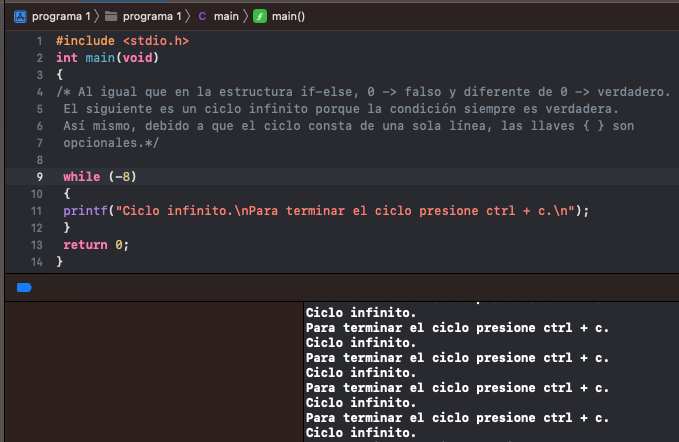 programa 1 〉 programa 1 〉 C main 〉 f main()
1 #include <stdio.h>
2 int main(void)
3 {
4 /* Al igual que en la estructura if-else, 0 -> falso y diferente de 0 -> verdadero.
5 El siguiente es un ciclo infinito porque la condición siempre es verdadera.
6 Así mismo, debido a que el ciclo consta de una sola línea, las llaves { } son
7 opcionales.*/
8
9 while (-8)
10 {
11 printf("Ciclo infinito.\nPara terminar el ciclo presione ctrl + c.\n");
12 }
13 return 0;
14 }
Ciclo infinito.
Para terminar el ciclo presione ctrl + c.
Ciclo infinito.
Para terminar el ciclo presione ctrl + c.
Ciclo infinito.
Para terminar el ciclo presione ctrl + c.
Ciclo infinito.
Para terminar el ciclo presione ctrl + c.
Ciclo infinito.